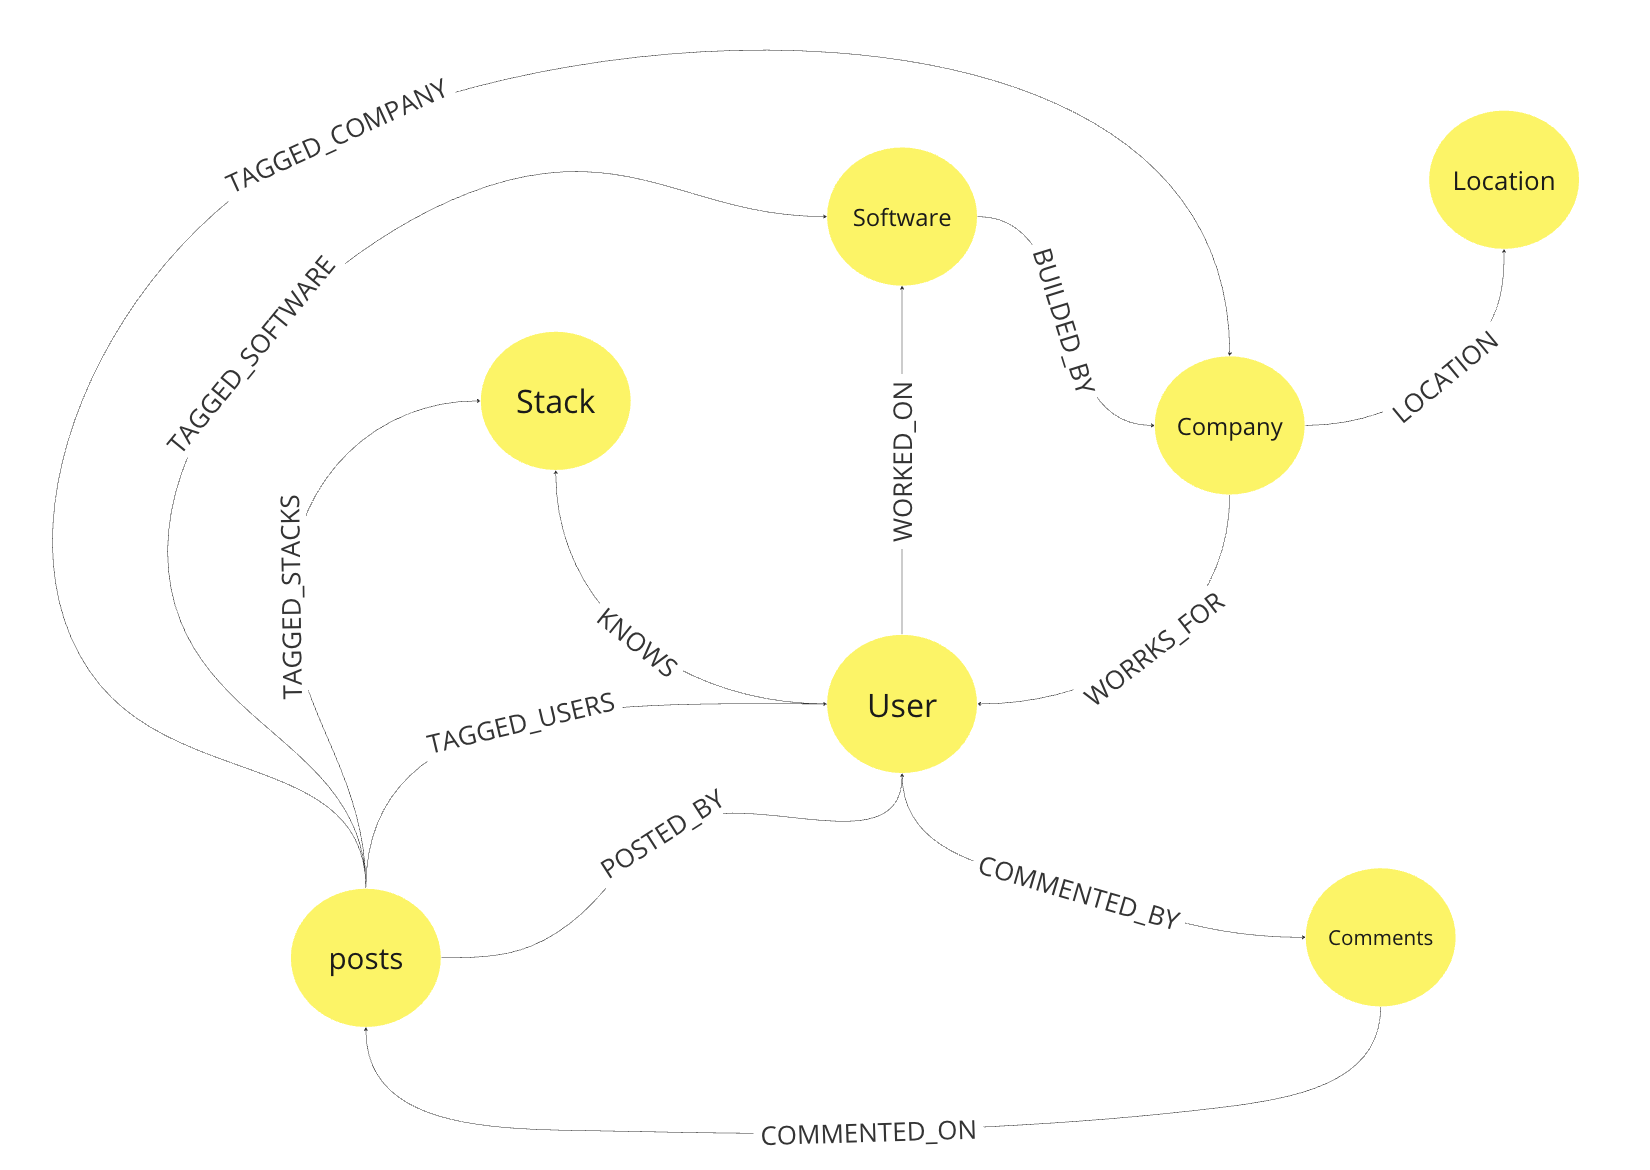 TAGGED_COMPANY
Location
Software
BUILDED_BY
TAGGED_SOFTWARE
LOCATION
Stack
Company
WORKED_ON
TAGGED_STACKS
KNOWS
WORRKS_FOR
TAGGED_USERS
User
POSTED_BY
COMMENTED_BY
Comments
posts
COMMENTED_ON